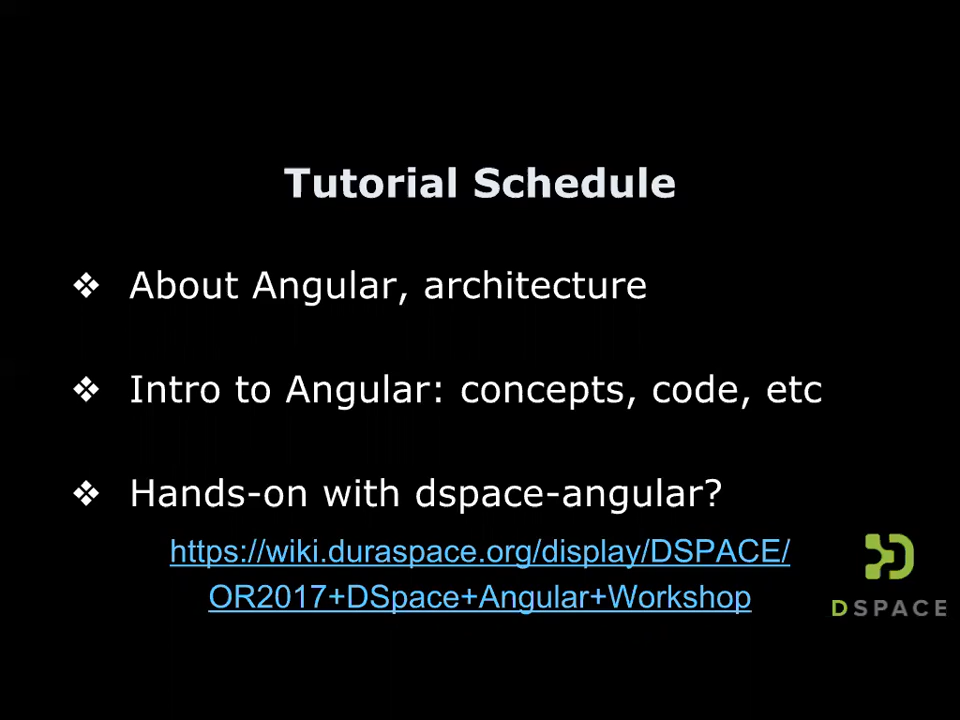 Tutorial Schedule
❖ About Angular, architecture
❖ Intro to Angular: concepts, code, etc
❖ Hands-on with dspace-angular?
https://wiki.duraspace.org/display/DSPACE/
OR2017+DSpace+Angular+Workshop
DSPACE